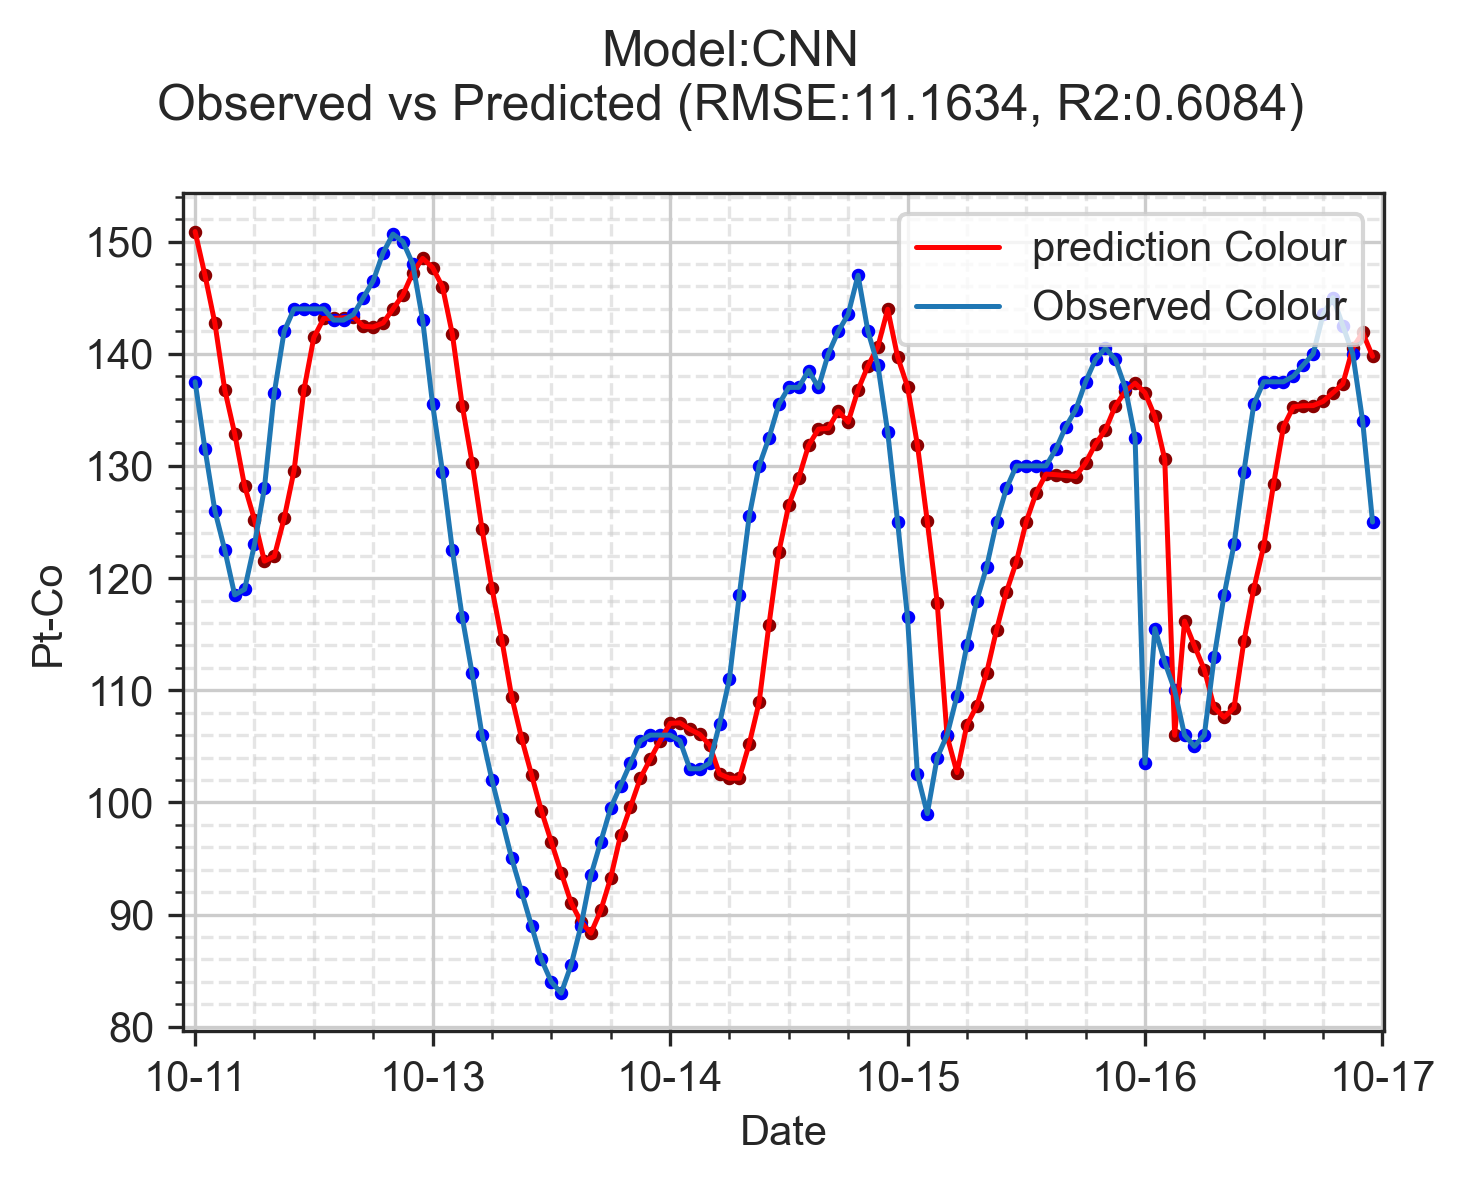 Model:CNN
Observed vs Predicted (RMSE:11.1634, R2:0.6084)
prediction Colour
Observed Colour
150
140
130
120
110
100
90
80
Pt-Co
10-11 10-13 10-14 10-15 10-16 10-17
Date